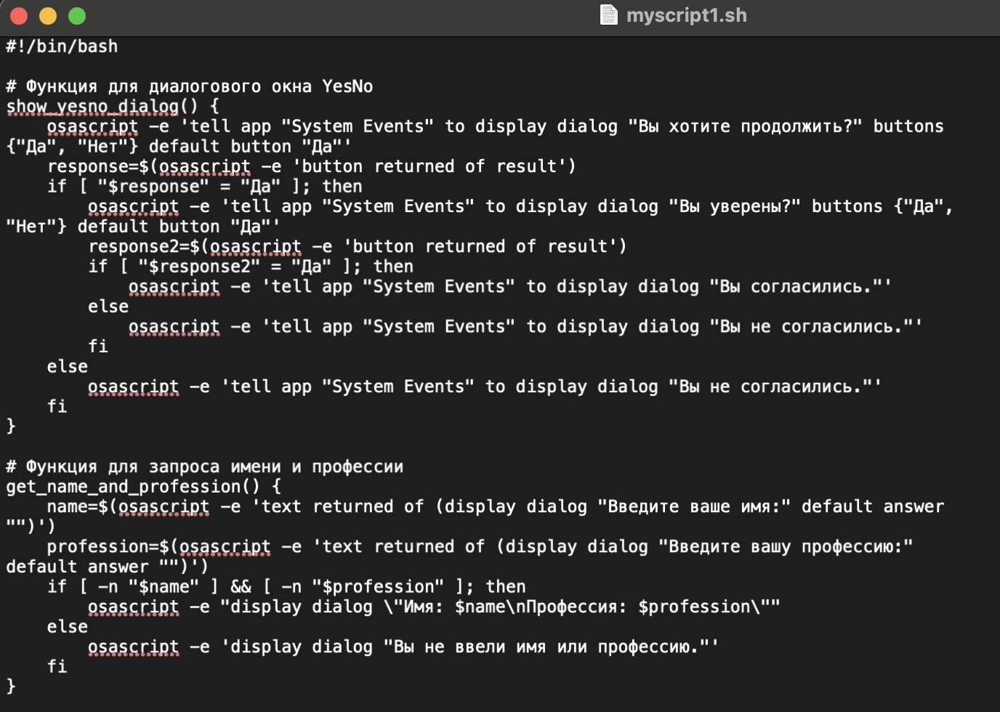 myscript1.sh
#!/bin/bash
# Функция для диалогового окна YesNo
show_yesno_dialog() {
    osascript -e 'tell app "System Events" to display dialog "Вы хотите продолжить?" buttons
{"Да", "Нет"} default button "Да"'
    response=$(osascript -e 'button returned of result')
    if [ "$response" = "Да" ]; then
        osascript -e 'tell app "System Events" to display dialog "Вы уверены?" buttons {"Да",
"Нет"} default button "Да"'
        response2=$(osascript -e 'button returned of result')
        if [ "$response2" = "Да" ]; then
            osascript -e 'tell app "System Events" to display dialog "Вы согласились."'
        else
            osascript -e 'tell app "System Events" to display dialog "Вы не согласились."'
        fi
    else
        osascript -e 'tell app "System Events" to display dialog "Вы не согласились."'
    fi
}
# Функция для запроса имени и профессии
get_name_and_profession() {
    name=$(osascript -e 'text returned of (display dialog "Введите ваше имя:" default answer
"")')
    profession=$(osascript -e 'text returned of (display dialog "Введите вашу профессию:"
default answer "")')
    if [ -n "$name" ] && [ -n "$profession" ]; then
        osascript -e "display dialog \"Имя: $name\nПрофессия: $profession\""
    else
        osascript -e 'display dialog "Вы не ввели имя или профессию."'
    fi
}